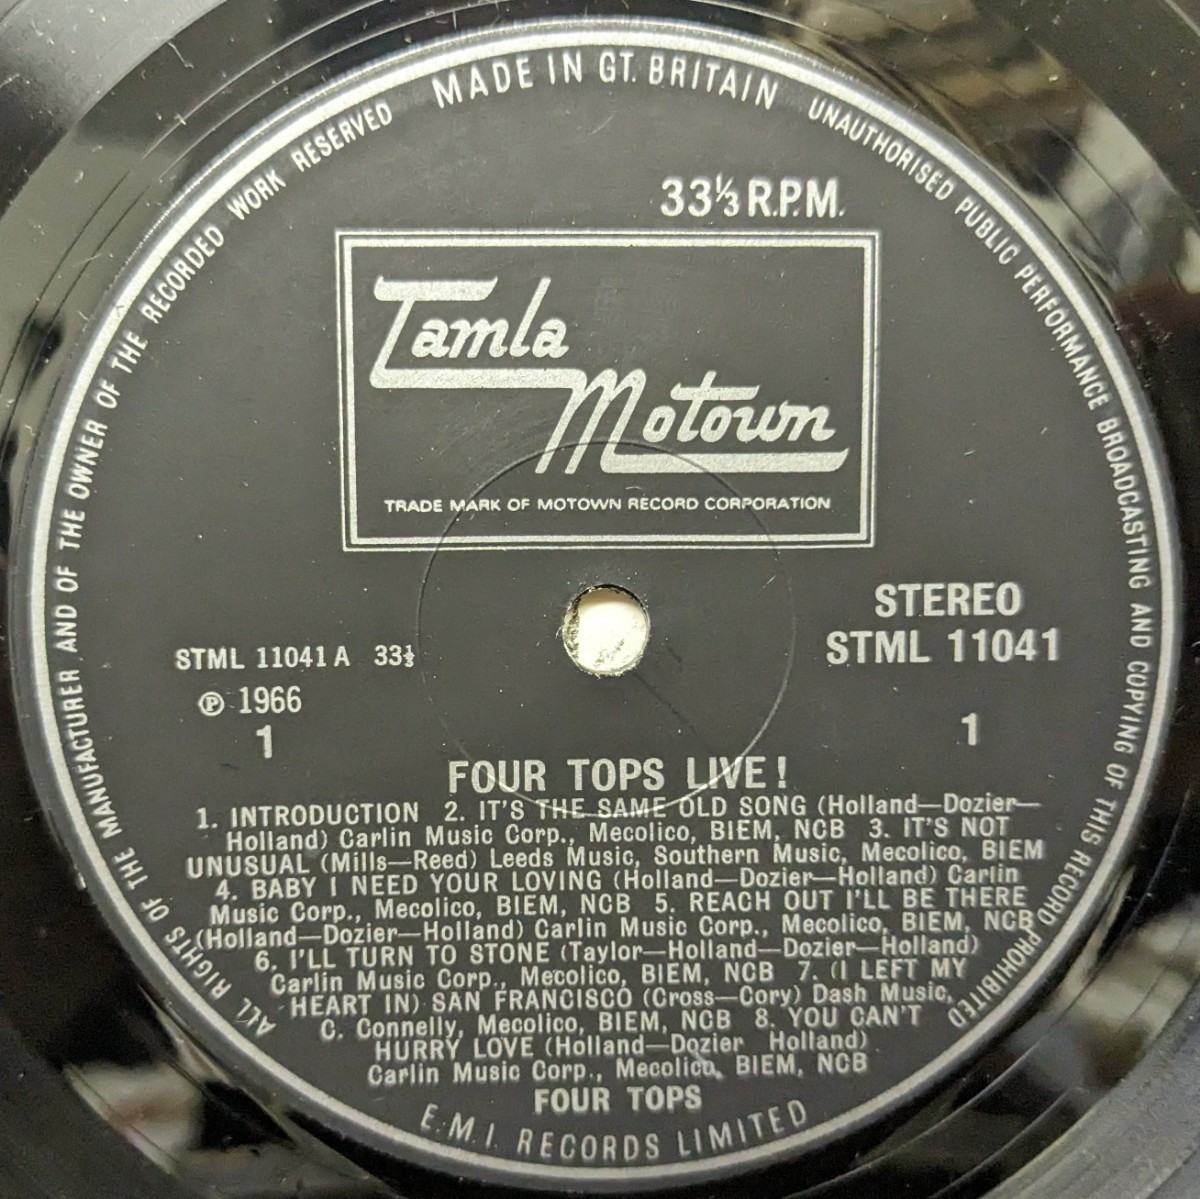 MADE IN GT. BRITAIN
UNAUTHORISED PUBLIC PERFORMANCE BROADCASTING AND COPYING OF THIS RECORD PROHIBITED
ALL RIGHTS OF THE MANUFACTURER AND OF THE OWNER OF THE RECORDED WORK RESERVED
33⅓ R.P.M.
Tamla
Motown
TRADE MARK OF MOTOWN RECORD CORPORATION
STEREO
STML 11041
1
STML 11041 A 33⅓
℗ 1966
1
FOUR TOPS LIVE!
1. INTRODUCTION 2. IT'S THE SAME OLD SONG (Holland—Dozier—
Holland) Carlin Music Corp., Mecolico, BIEM, NCB 3. IT'S NOT
UNUSUAL (Mills—Reed) Leeds Music, Southern Music, Mecolico, BIEM
4. BABY I NEED YOUR LOVING (Holland—Dozier—Holland) Carlin
Music Corp., Mecolico, BIEM, NCB 5. REACH OUT I'LL BE THERE
(Holland—Dozier—Holland) Carlin Music Corp., Mecolico, BIEM, NCB
6. I'LL TURN TO STONE (Taylor—Holland—Dozier—Holland)
Carlin Music Corp., Mecolico, BIEM, NCB 7. (I LEFT MY
HEART IN) SAN FRANCISCO (Cross—Cory) Dash Music,
C. Connelly, Mecolico, BIEM, NCB 8. YOU CAN'T
HURRY LOVE (Holland—Dozier Holland)
Carlin Music Corp., Mecolico, BIEM, NCB
FOUR TOPS
E.M.I. RECORDS LIMITED